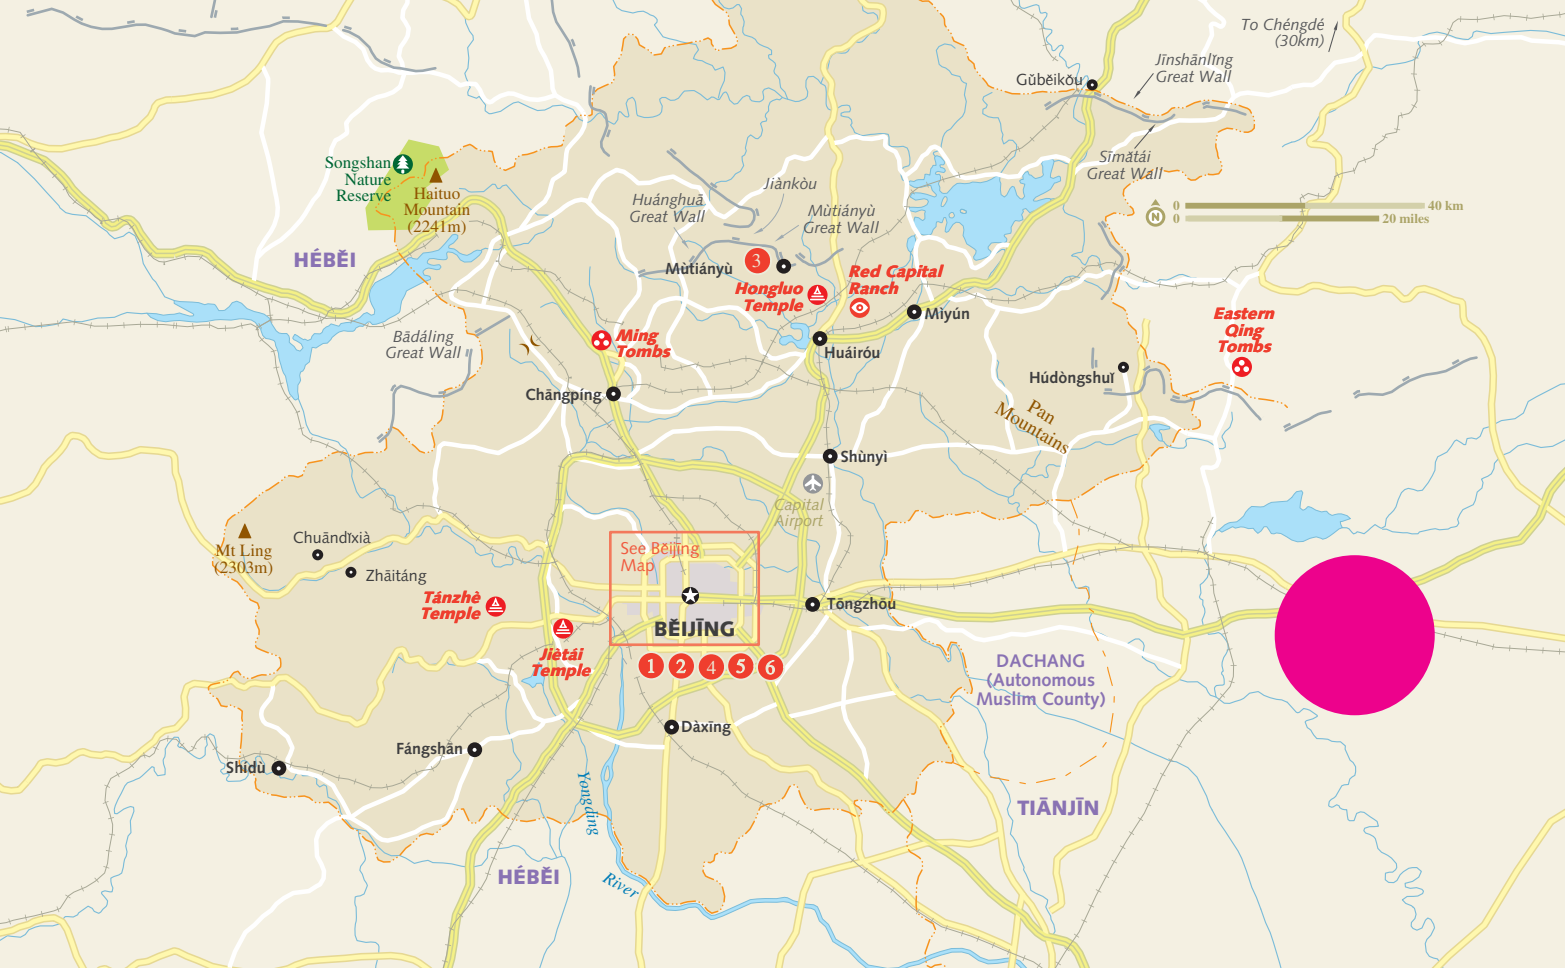 To Chéngdé
(30km)
Jīnshānlǐng
Great Wall
Gǔběikǒu
Sīmǎtái
Great Wall
Songshan
Nature
Reserve
Haituo
Mountain
(2241m)
Jiànkòu
Huánghuā
Great Wall
Mùtiányù
Great Wall
N
0
40 km
0
20 miles
HÉBĚI
Mùtiányù
3
Hongluo
Temple
Red Capital
Ranch
Mìyún
Eastern
Qing
Tombs
Bādáling
Great Wall
Ming
Tombs
Huáiróu
Húdòngshuǐ
Chāngpíng
Pan
Mountains
Shùnyì
Capital
Airport
Mt Ling
(2303m)
Chuāndǐxià
Zhāitáng
See Běijīng
Map
Tánzhè
Temple
BĚIJĪNG
Tōngzhōu
Jiètái
Temple
1 2 4 5 6
DACHANG
(Autonomous
Muslim County)
Dàxīng
Fángshān
Shídù
Yongding
River
TIĀNJĪN
HÉBĚI